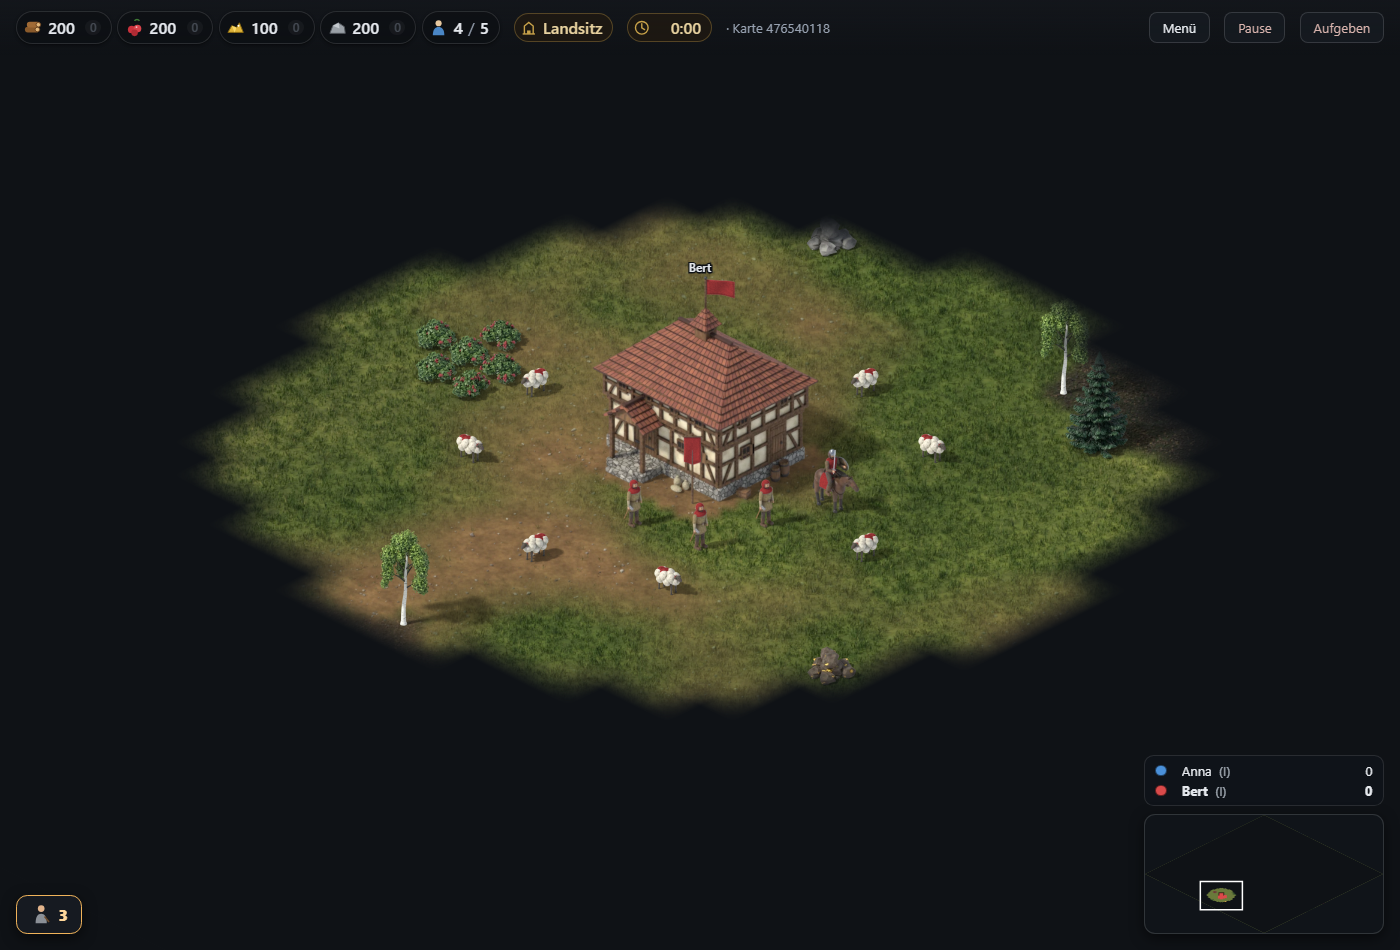 200 0 200 0 100 0 200 0 4 / 5 Landsitz 0:00 · Karte 476540118 Menü Pause Aufgeben
Bert
Anna (I) 0
Bert (I) 0
3